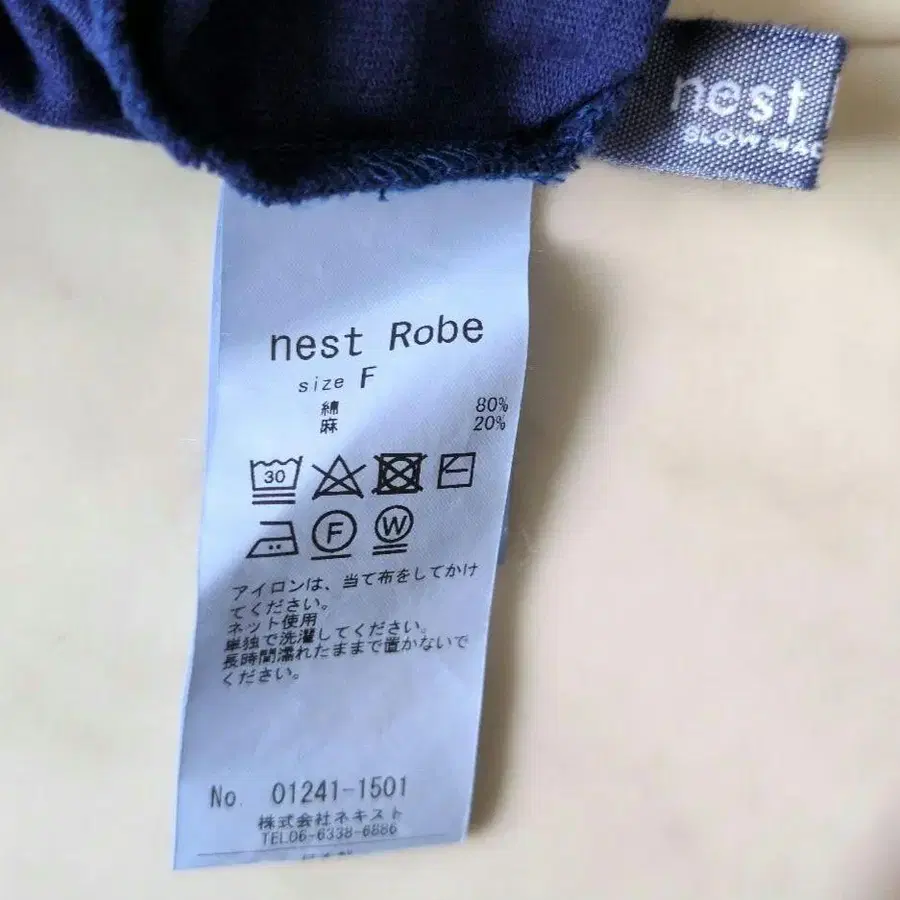 nest
SLOW MAD
nest Robe
size F
綿 80%
麻 20%
30
F W
アイロンは、当て布をしてかけ
てください。
ネット使用
単独で洗濯してください。
長時間濡れたままで置かないで
ください。
No. 01241-1501
株式会社ネキスト
TEL06-6338-6886